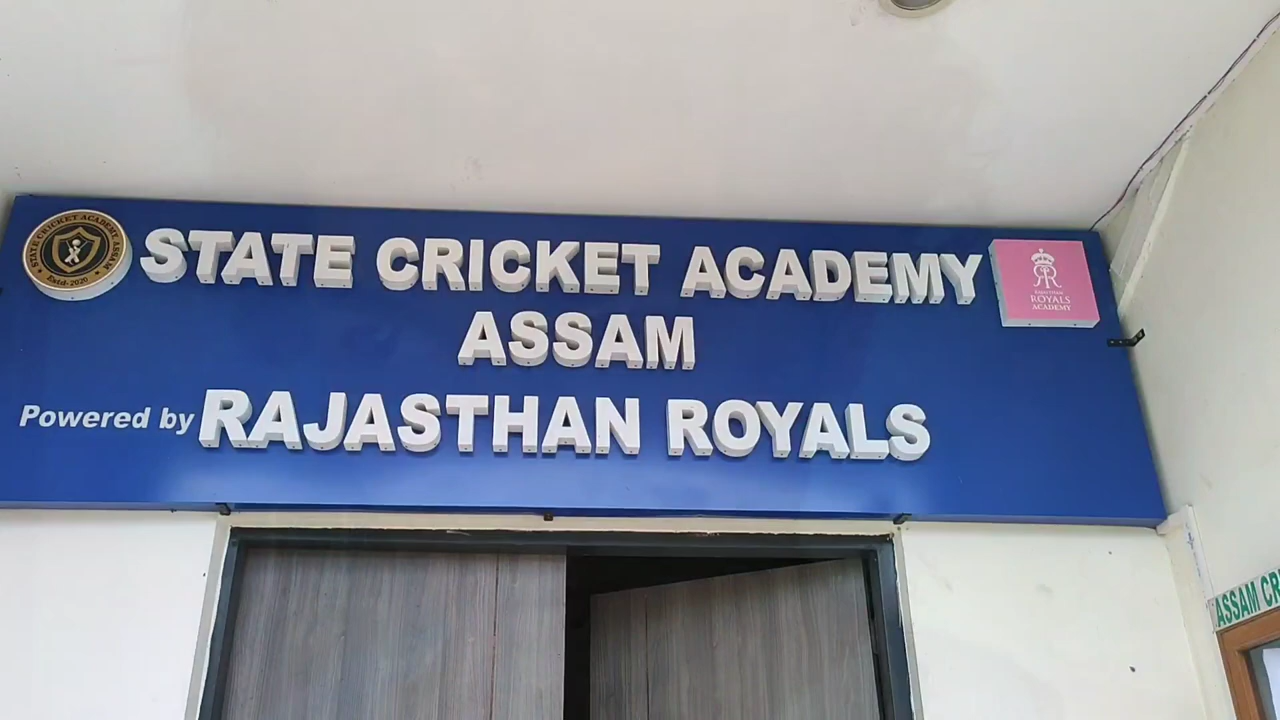 STATE CRICKET ACADEMY ASSAM
Estd-2020
STATE CRICKET ACADEMY
ASSAM
Powered by RAJASTHAN ROYALS
RAJASTHAN
ROYALS
ACADEMY
ASSAM CR